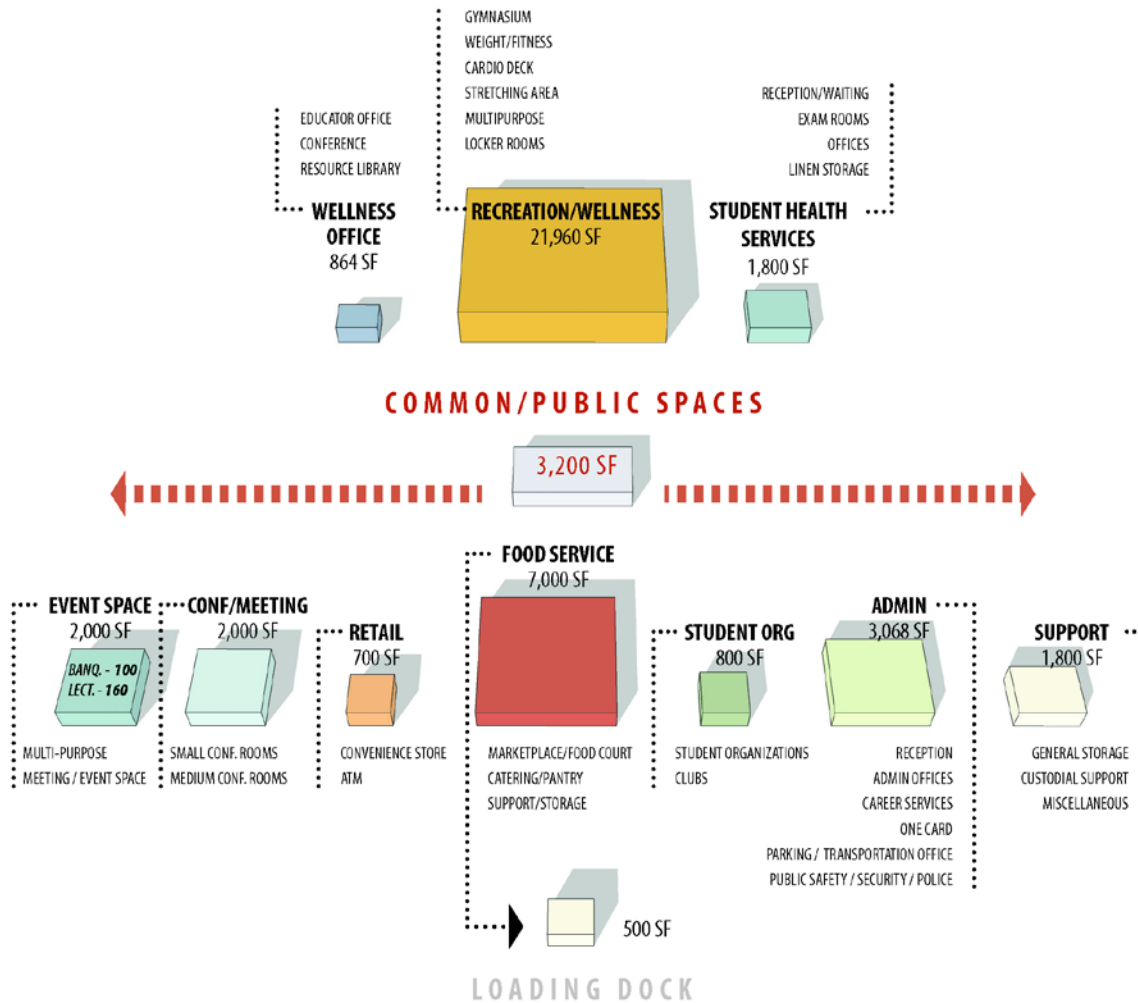 GYMNASIUM
WEIGHT/FITNESS
CARDIO DECK
STRETCHING AREA
MULTIPURPOSE
LOCKER ROOMS
EDUCATOR OFFICE
CONFERENCE
RESOURCE LIBRARY
RECEPTION/WAITING
EXAM ROOMS
OFFICES
LINEN STORAGE
WELLNESS
OFFICE
864 SF
RECREATION/WELLNESS
21,960 SF
STUDENT HEALTH
SERVICES
1,800 SF
COMMON/PUBLIC SPACES
3,200 SF
EVENT SPACE
2,000 SF
BANQ. - 100
LECT. - 160
MULTI-PURPOSE
MEETING / EVENT SPACE
CONF/MEETING
2,000 SF
SMALL CONF. ROOMS
MEDIUM CONF. ROOMS
RETAIL
700 SF
CONVENIENCE STORE
ATM
FOOD SERVICE
7,000 SF
MARKETPLACE/FOOD COURT
CATERING/PANTRY
SUPPORT/STORAGE
STUDENT ORG
800 SF
STUDENT ORGANIZATIONS
CLUBS
ADMIN
3,068 SF
RECEPTION
ADMIN OFFICES
CAREER SERVICES
ONE CARD
PARKING / TRANSPORTATION OFFICE
PUBLIC SAFETY / SECURITY / POLICE
SUPPORT
1,800 SF
GENERAL STORAGE
CUSTODIAL SUPPORT
MISCELLANEOUS
500 SF
LOADING DOCK